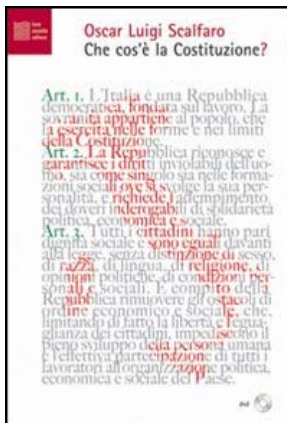 Oscar Luigi Scalfaro
Che cos'è la Costituzione?
Art. 1. L'Italia è una Repubblica
democratica, fondata sul lavoro. La
sovranità appartiene al popolo, che
la esercita nelle forme e nei limiti
della Costituzione.
Art. 2. La Repubblica riconosce e
garantisce i diritti inviolabili dell'uo-
mo, sia come singolo sia nelle forma-
zioni sociali ove si svolge la sua per-
sonalità, e richiede l'adempimento
dei doveri inderogabili di solidarietà
politica, economica e sociale.
Art. 3. Tutti i cittadini hanno pari
dignità sociale e sono eguali davanti
alla legge, senza distinzione di sesso,
di razza, di lingua, di religione, di
opinioni politiche, di condizioni per-
sonali e sociali. È compito della
Repubblica rimuovere gli ostacoli di
ordine economico e sociale, che,
limitando di fatto la libertà e l'egua-
glianza dei cittadini, impediscono il
pieno sviluppo della persona umana
e l'effettiva partecipazione di tutti i
lavoratori all'organizzazione politica,
economica e sociale del Paese.